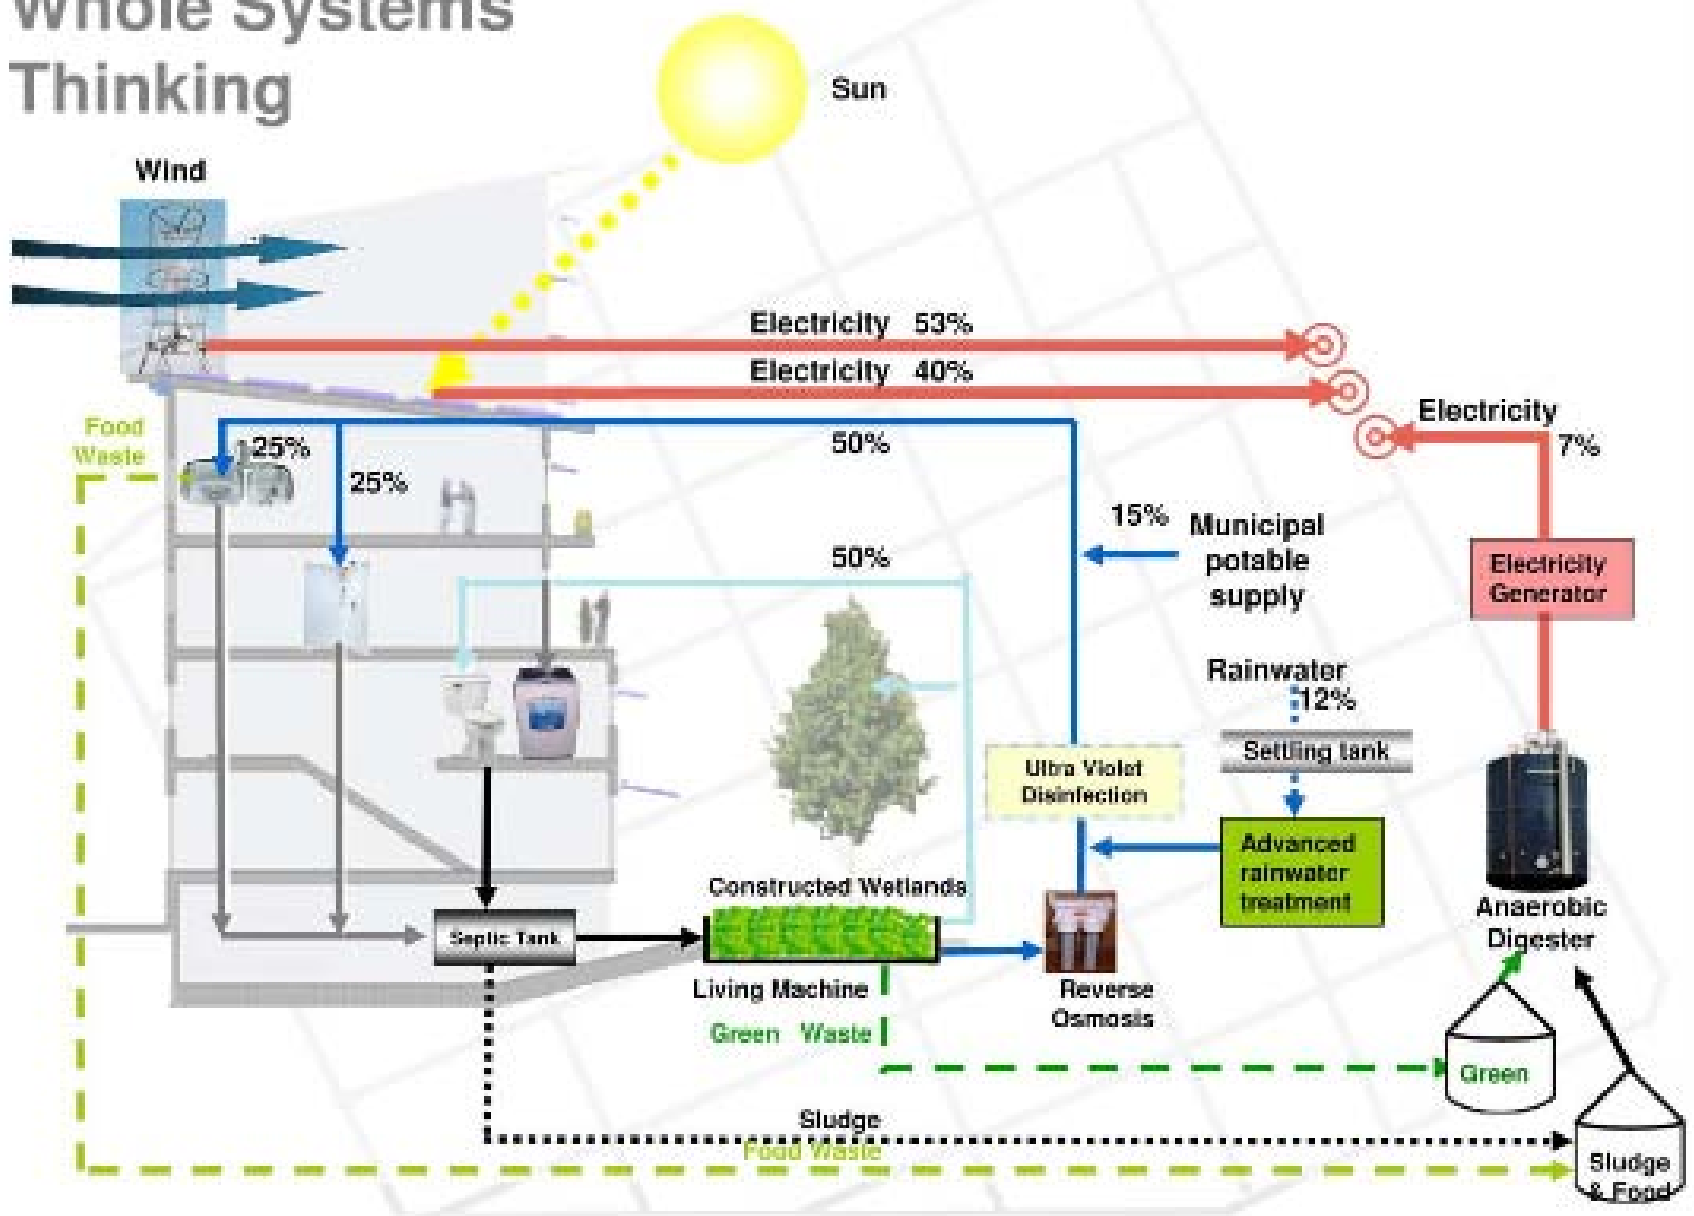 Whole Systems
Thinking
Sun
Wind
Electricity 53%
Electricity 40%
Electricity
7%
Food
Waste
25%
25%
50%
15%
Municipal
potable
supply
50%
Electricity
Generator
Rainwater
12%
Settling tank
Ultra Violet
Disinfection
Advanced
rainwater
treatment
Constructed Wetlands
Septic Tank
Anaerobic
Digester
Living Machine
Reverse
Osmosis
Green Waste
Green
Sludge
Food Waste
Sludge
& Food